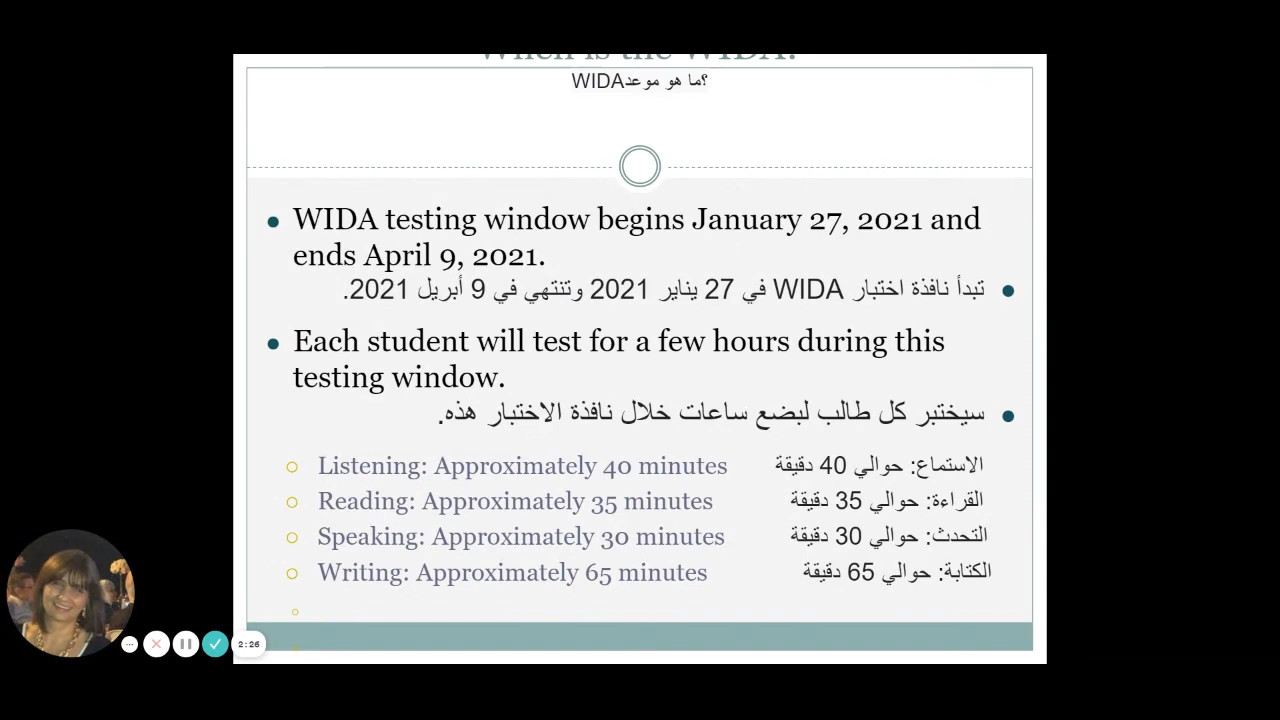 When is the WIDA?
؟ما هو موعدWIDA
WIDA testing window begins January 27, 2021 and
ends April 9, 2021.
تبدأ نافذة اختبار WIDA في 27 يناير 2021 وتنتهي في 9 أبريل 2021.
Each student will test for a few hours during this
testing window.
سيختبر كل طالب لبضع ساعات خلال نافذة الاختبار هذه.
Listening: Approximately 40 minutes الاستماع: حوالي 40 دقيقة
Reading: Approximately 35 minutes القراءة: حوالي 35 دقيقة
Speaking: Approximately 30 minutes التحدث: حوالي 30 دقيقة
Writing: Approximately 65 minutes الكتابة: حوالي 65 دقيقة
2:26